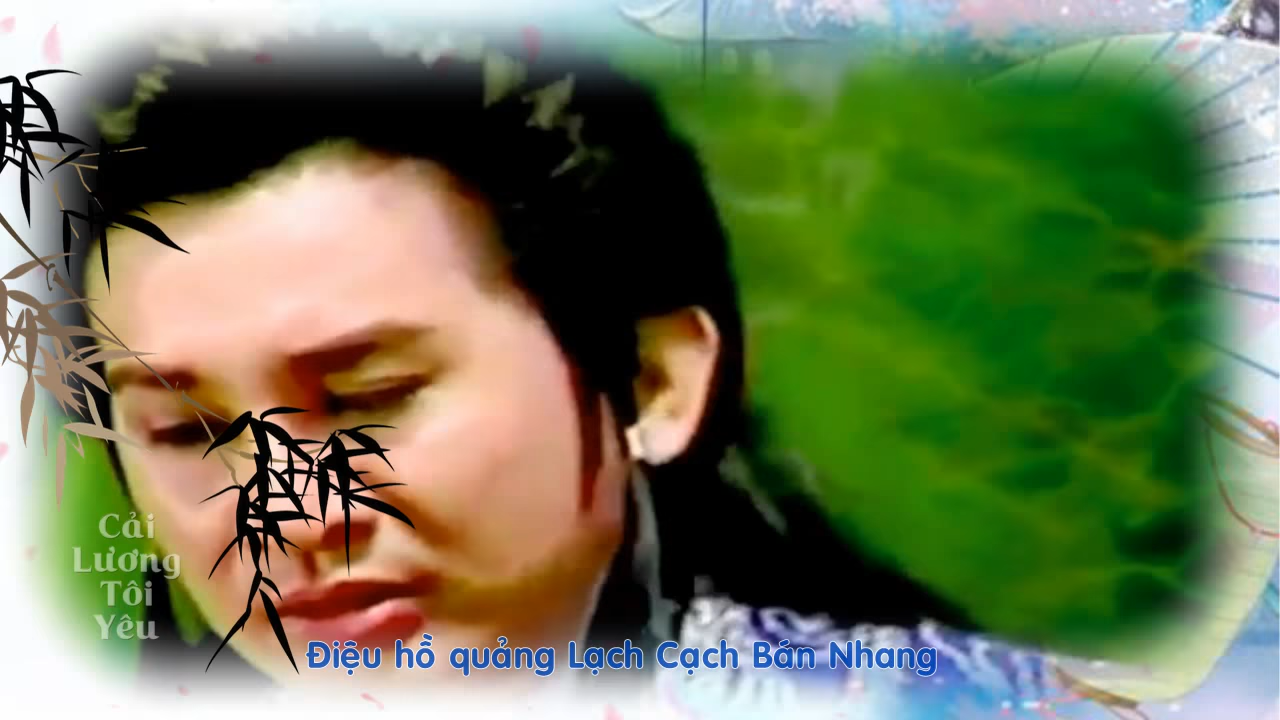 Cải
Lương
Tôi
Yêu
Điệu hồ quảng Lạch Cạch Bán Nhang